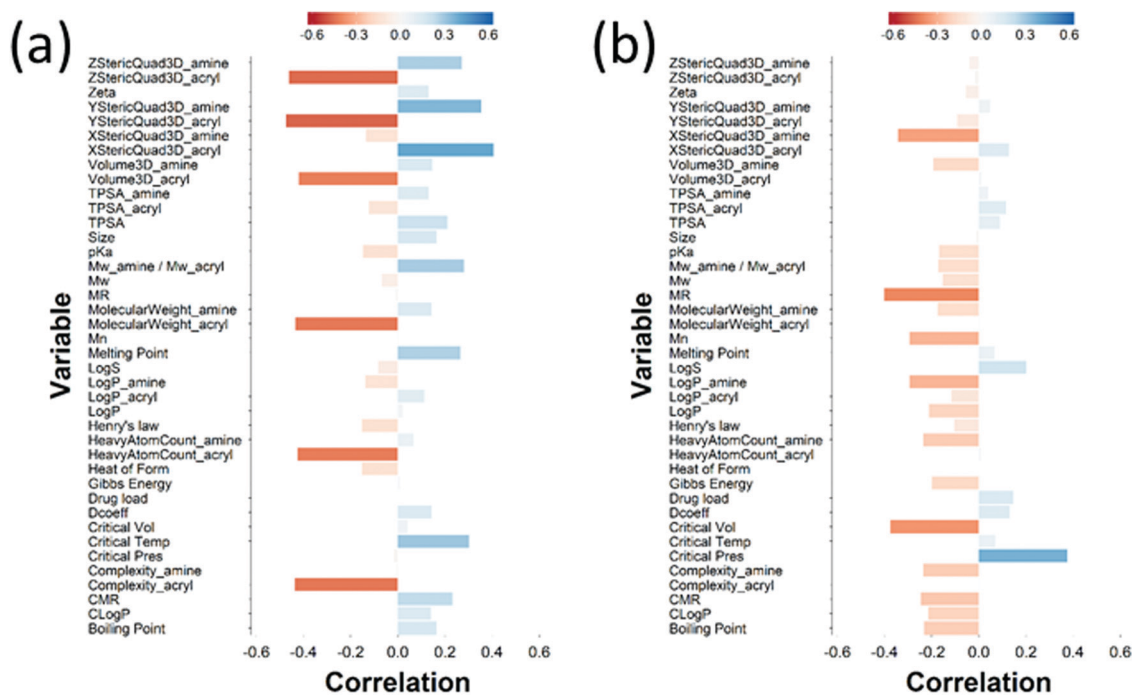 (a)
-0.6 -0.3 0.0 0.3 0.6
Variable
ZStericQuad3D_amine
ZStericQuad3D_acryl
Zeta
YStericQuad3D_amine
YStericQuad3D_acryl
XStericQuad3D_amine
XStericQuad3D_acryl
Volume3D_amine
Volume3D_acryl
TPSA_amine
TPSA_acryl
TPSA
Size
pKa
Mw_amine / Mw_acryl
Mw
MR
MolecularWeight_amine
MolecularWeight_acryl
Mn
Melting Point
LogS
LogP_amine
LogP_acryl
LogP
Henry's law
HeavyAtomCount_amine
HeavyAtomCount_acryl
Heat of Form
Gibbs Energy
Drug load
Dcoeff
Critical Vol
Critical Temp
Critical Pres
Complexity_amine
Complexity_acryl
CMR
CLogP
Boiling Point
-0.6 -0.4 -0.2 0.0 0.2 0.4 0.6
Correlation
(b)
-0.6 -0.3 0.0 0.3 0.6
Variable
ZStericQuad3D_amine
ZStericQuad3D_acryl
Zeta
YStericQuad3D_amine
YStericQuad3D_acryl
XStericQuad3D_amine
XStericQuad3D_acryl
Volume3D_amine
Volume3D_acryl
TPSA_amine
TPSA_acryl
TPSA
Size
pKa
Mw_amine / Mw_acryl
Mw
MR
MolecularWeight_amine
MolecularWeight_acryl
Mn
Melting Point
LogS
LogP_amine
LogP_acryl
LogP
Henry's law
HeavyAtomCount_amine
HeavyAtomCount_acryl
Heat of Form
Gibbs Energy
Drug load
Dcoeff
Critical Vol
Critical Temp
Critical Pres
Complexity_amine
Complexity_acryl
CMR
CLogP
Boiling Point
-0.6 -0.4 -0.2 0.0 0.2 0.4 0.6
Correlation